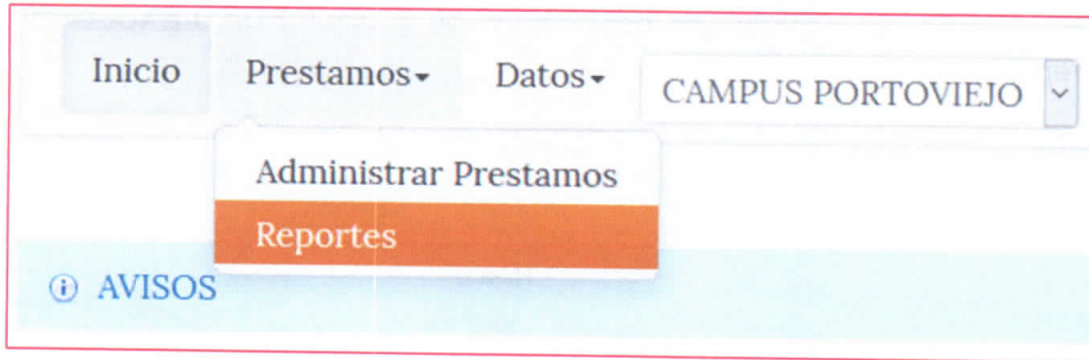 Inicio Prestamos Datos CAMPUS PORTOVIEJO
Administrar Prestamos
Reportes
AVISOS